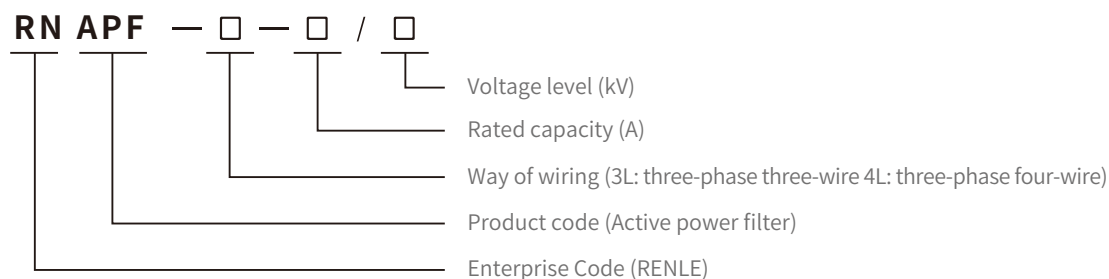 RN APF — □ — □ / □
Voltage level (kV)
Rated capacity (A)
Way of wiring (3L: three-phase three-wire 4L: three-phase four-wire)
Product code (Active power filter)
Enterprise Code (RENLE)